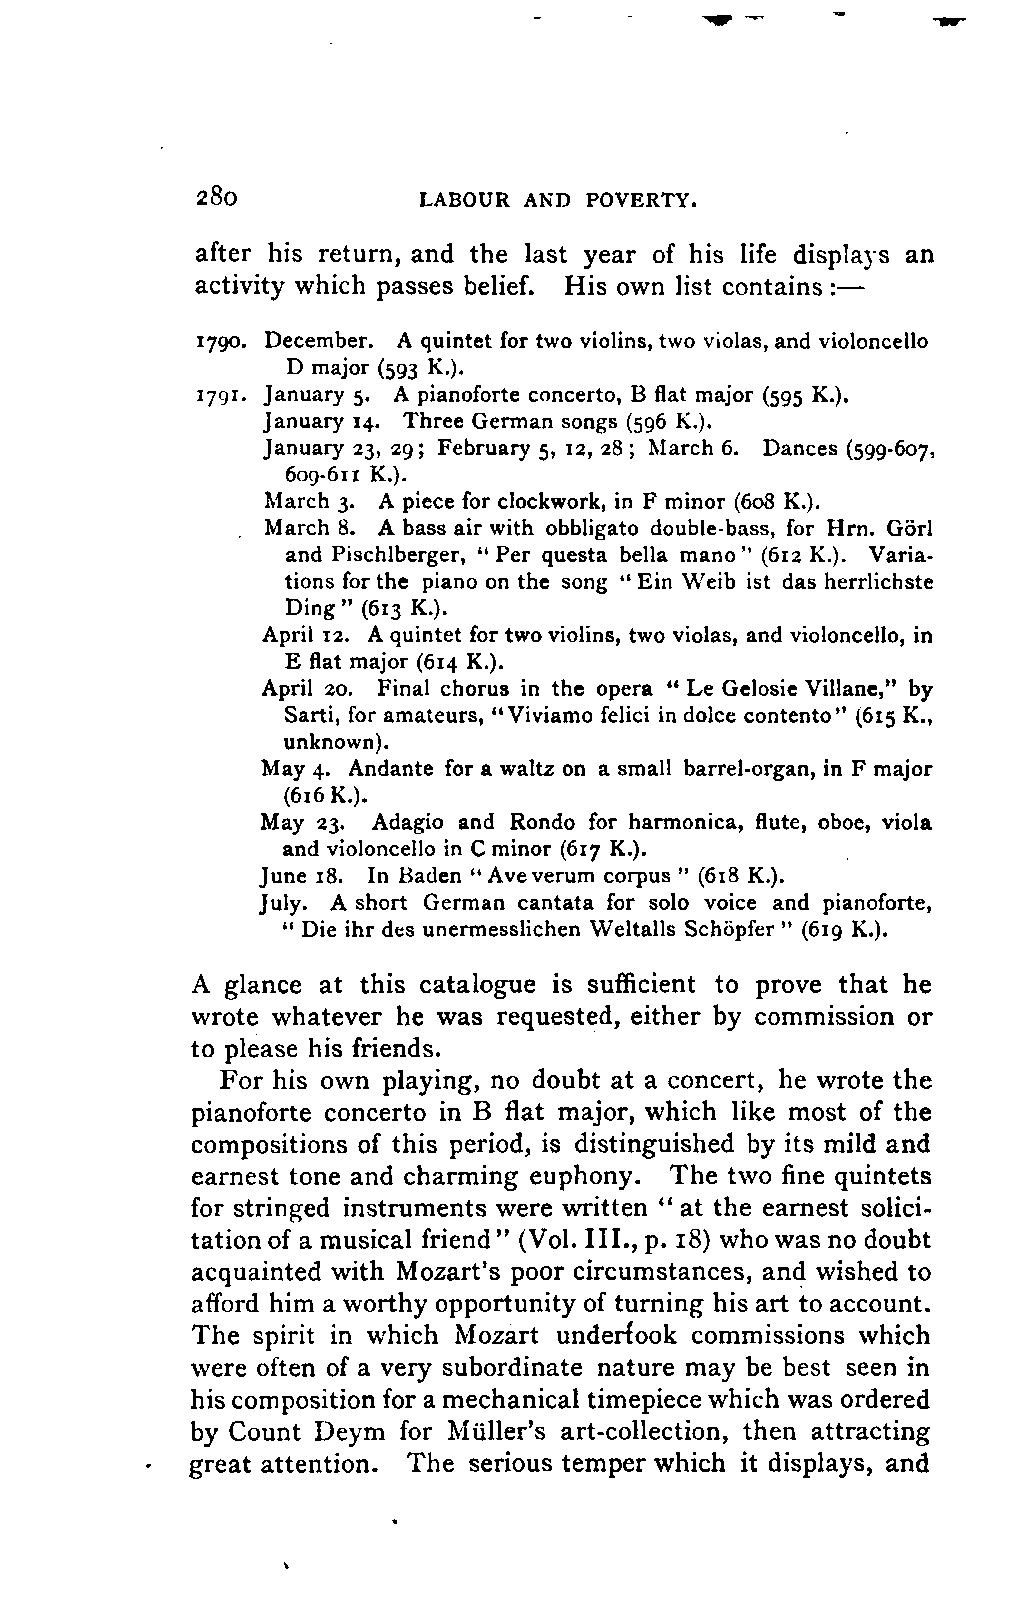 280 LABOUR AND POVERTY.
after his return, and the last year of his life displays an
activity which passes belief. His own list contains :—
1790. December. A quintet for two violins, two violas, and violoncello
D major (593 K.).
1791. January 5. A pianoforte concerto, B flat major (595 K.).
January 14. Three German songs (596 K.).
January 23, 29; February 5, 12, 28; March 6. Dances (599-607,
609-611 K.).
March 3. A piece for clockwork, in F minor (608 K.).
March 8. A bass air with obbligato double-bass, for Hrn. Görl
and Pischlberger, "Per questa bella mano" (612 K.). Varia-
tions for the piano on the song "Ein Weib ist das herrlichste
Ding" (613 K.).
April 12. A quintet for two violins, two violas, and violoncello, in
E flat major (614 K.).
April 20. Final chorus in the opera "Le Gelosie Villane," by
Sarti, for amateurs, "Viviamo felici in dolce contento" (615 K.,
unknown).
May 4. Andante for a waltz on a small barrel-organ, in F major
(616 K.).
May 23. Adagio and Rondo for harmonica, flute, oboe, viola
and violoncello in C minor (617 K.).
June 18. In Baden "Ave verum corpus" (618 K.).
July. A short German cantata for solo voice and pianoforte,
"Die ihr des unermesslichen Weltalls Schöpfer" (619 K.).
A glance at this catalogue is sufficient to prove that he
wrote whatever he was requested, either by commission or
to please his friends.
For his own playing, no doubt at a concert, he wrote the
pianoforte concerto in B flat major, which like most of the
compositions of this period, is distinguished by its mild and
earnest tone and charming euphony. The two fine quintets
for stringed instruments were written "at the earnest solici-
tation of a musical friend" (Vol. III., p. 18) who was no doubt
acquainted with Mozart's poor circumstances, and wished to
afford him a worthy opportunity of turning his art to account.
The spirit in which Mozart undertook commissions which
were often of a very subordinate nature may be best seen in
his composition for a mechanical timepiece which was ordered
by Count Deym for Müller's art-collection, then attracting
great attention. The serious temper which it displays, and